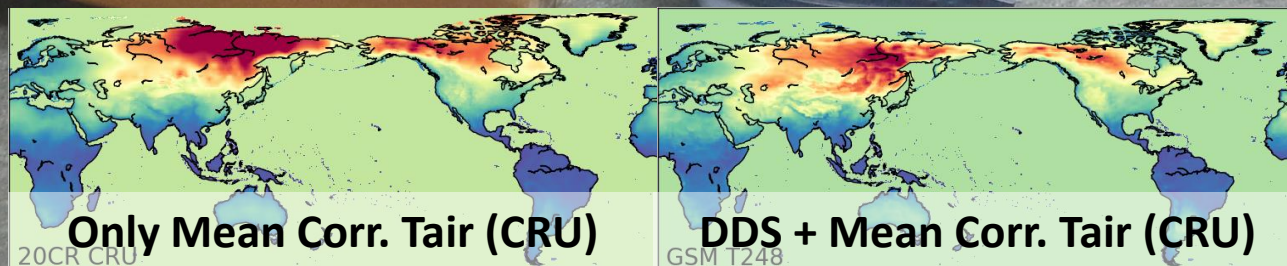 Only Mean Corr. Tair (CRU)
20CR CRU
DDS + Mean Corr. Tair (CRU)
GSM T248